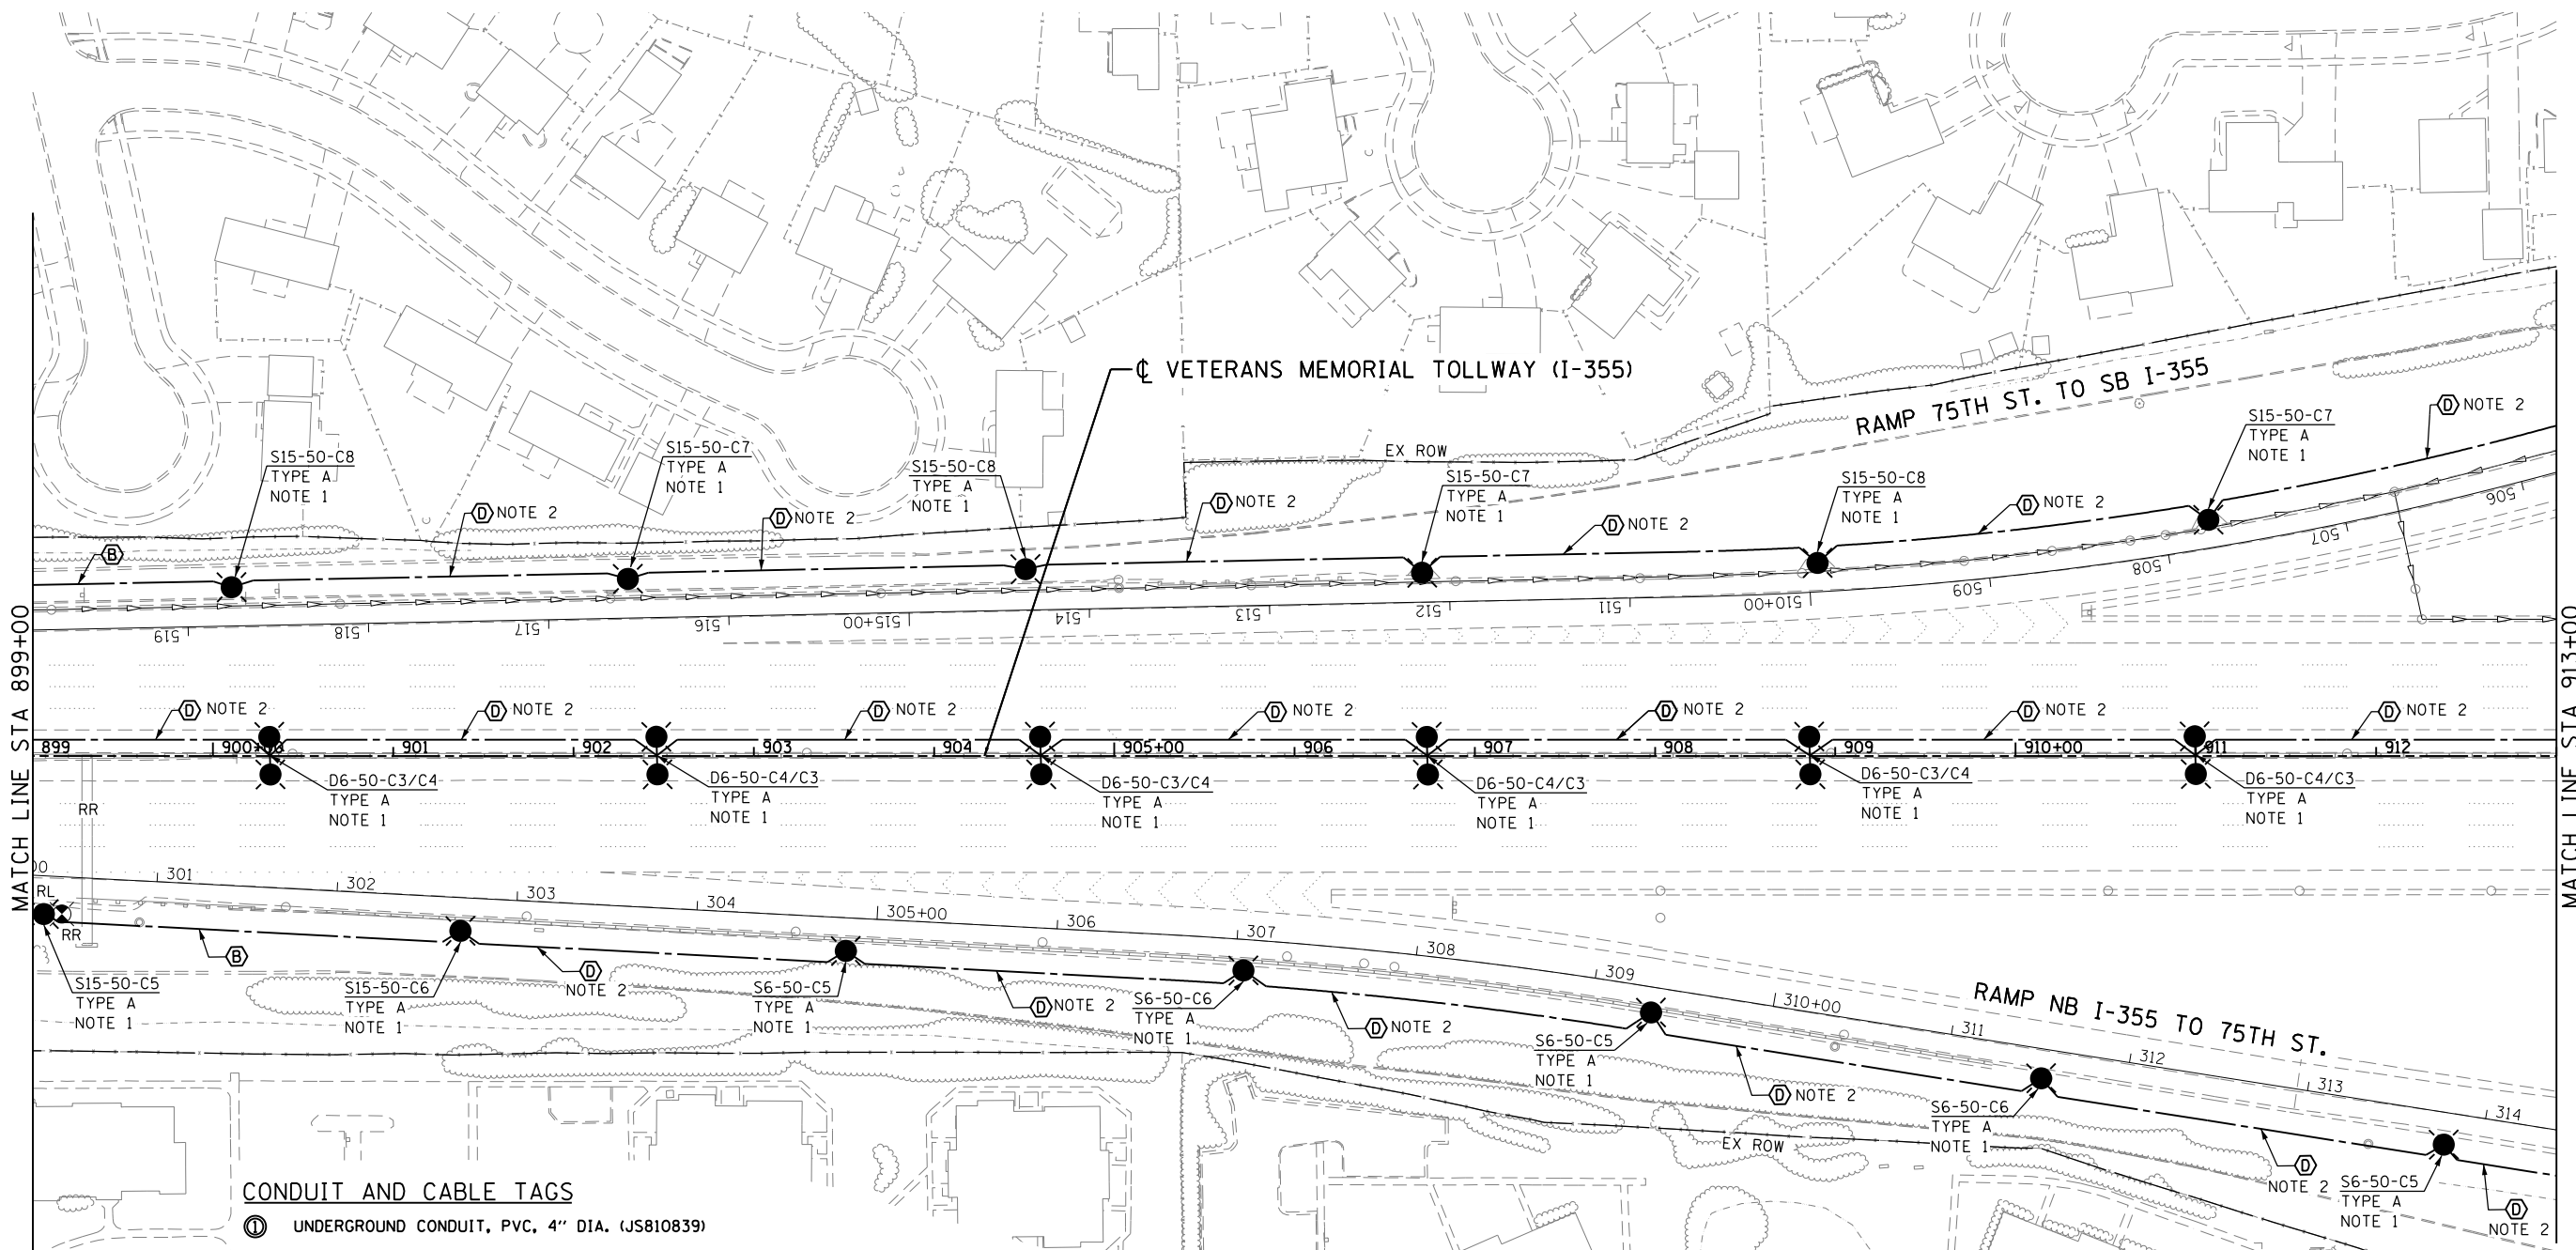 ℄ VETERANS MEMORIAL TOLLWAY (I-355)
RAMP 75TH ST. TO SB I-355
S15-50-C7
TYPE A
NOTE 1
D NOTE 2
EX ROW
S15-50-C8
TYPE A
NOTE 1
S15-50-C7
TYPE A
NOTE 1
S15-50-C8
TYPE A
NOTE 1
S15-50-C7
TYPE A
NOTE 1
S15-50-C8
TYPE A
NOTE 1
B
D NOTE 2
D NOTE 2
D NOTE 2
D NOTE 2
D NOTE 2
519
518
517
516
515+00
514
513
512
511
510+00
509
508
507
506
MATCH LINE STA 899+00
MATCH LINE STA 913+00
D NOTE 2
D NOTE 2
D NOTE 2
D NOTE 2
D NOTE 2
D NOTE 2
D NOTE 2
899
900+00
901
902
903
904
905+00
906
907
908
909
910+00
911
912
D6-50-C3/C4
TYPE A
NOTE 1
D6-50-C4/C3
TYPE A
NOTE 1
D6-50-C3/C4
TYPE A
NOTE 1
D6-50-C4/C3
TYPE A
NOTE 1
D6-50-C3/C4
TYPE A
NOTE 1
D6-50-C4/C3
TYPE A
NOTE 1
RR
00
301
302
303
304
305+00
306
307
308
309
310+00
311
312
313
314
RL
RR
RAMP NB I-355 TO 75TH ST.
B
D
NOTE 2
D NOTE 2
D NOTE 2
D NOTE 2
D
NOTE 2
D
NOTE 2
S15-50-C5
TYPE A
NOTE 1
S15-50-C6
TYPE A
NOTE 1
S6-50-C5
TYPE A
NOTE 1
S6-50-C6
TYPE A
NOTE 1
S6-50-C5
TYPE A
NOTE 1
S6-50-C6
TYPE A
NOTE 1
S6-50-C5
TYPE A
NOTE 1
EX ROW
CONDUIT AND CABLE TAGS
① UNDERGROUND CONDUIT, PVC, 4" DIA. (JS810839)